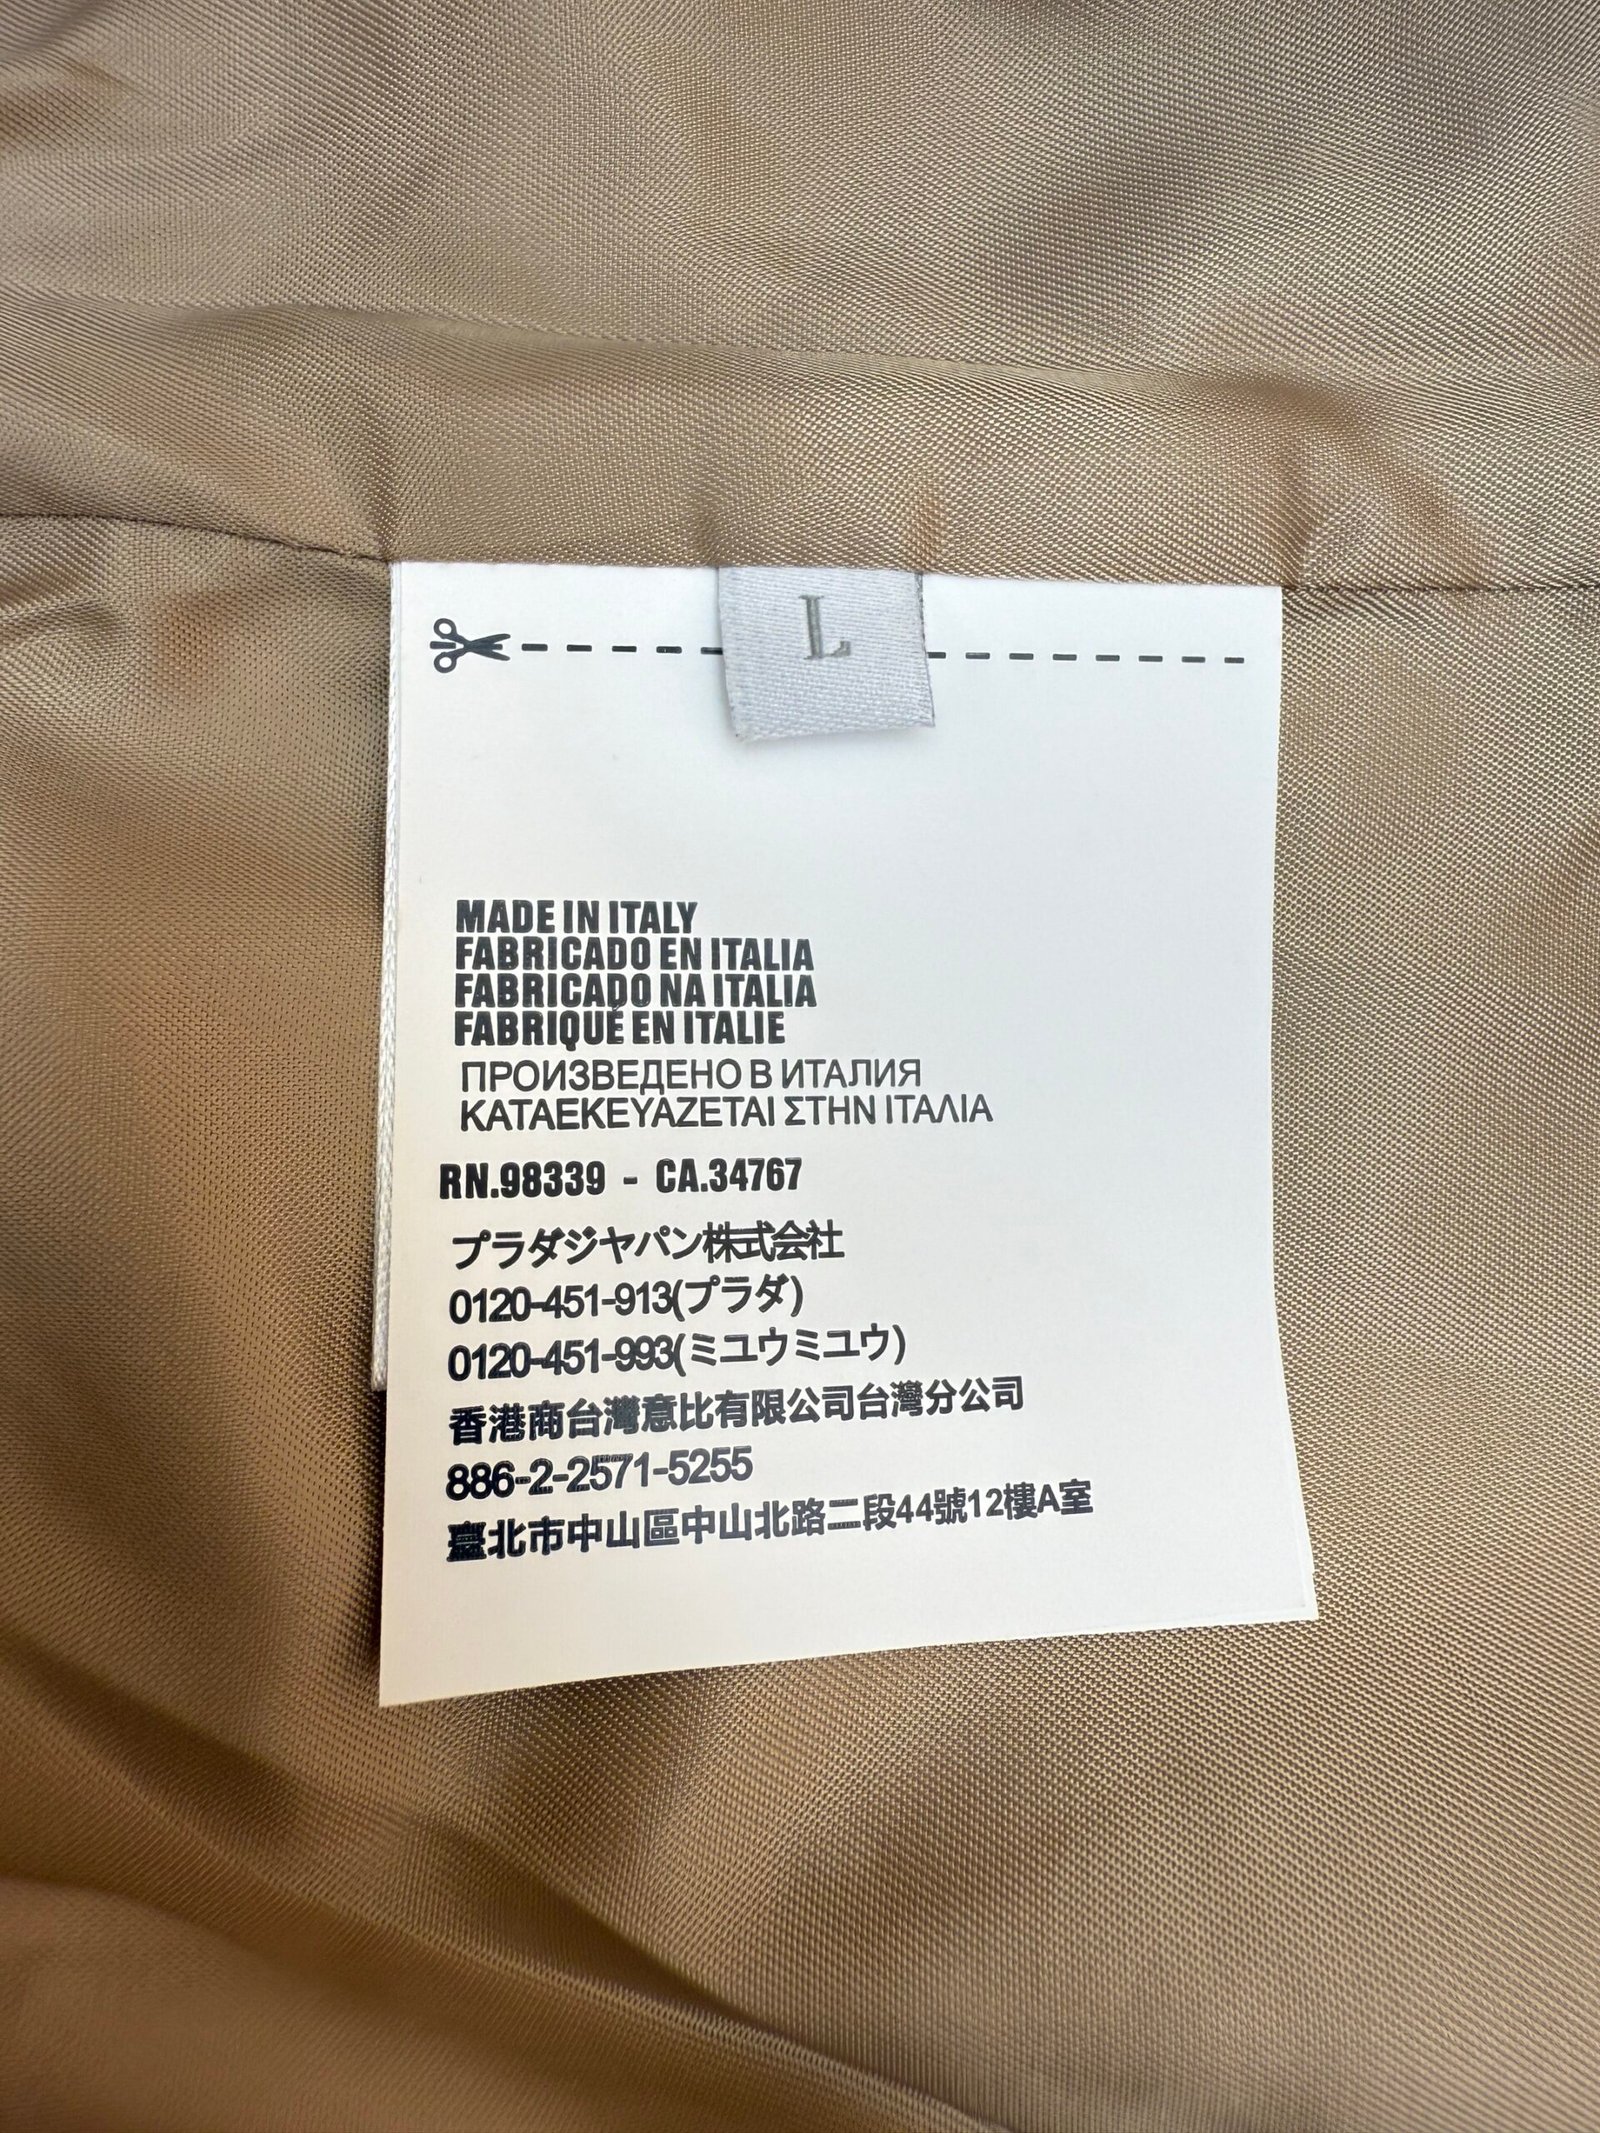 L
MADE IN ITALY
FABRICADO EN ITALIA
FABRICADO NA ITALIA
FABRIQUÉ EN ITALIE
ПРОИЗВЕДЕНО В ИТАЛИЯ
ΚΑΤΑΕΚΕΥΑΖΕΤΑΙ ΣΤΗΝ ΙΤΑΛΙΑ
RN.98339 - CA.34767
プラダジヤパン株式会社
0120-451-913(プラダ)
0120-451-993(ミユウミユウ)
香港商台灣意比有限公司台灣分公司
886-2-2571-5255
臺北市中山區中山北路二段44號12樓A室